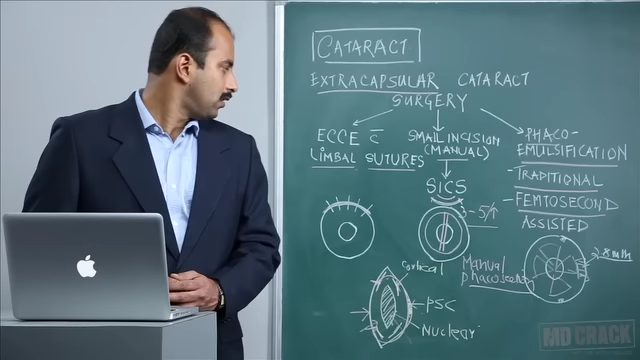 CATARACT
EXTRACAPSULAR CATARACT
SURGERY
ECCE c̄
LIMBAL SUTURES
SMALL INCISION
(MANUAL)
SICS
PHACO-
EMULSIFICATION
- TRADITIONAL
- FEMTOSECOND
ASSISTED
Cortical
PSC
Nuclear
Manual
MD CRACK